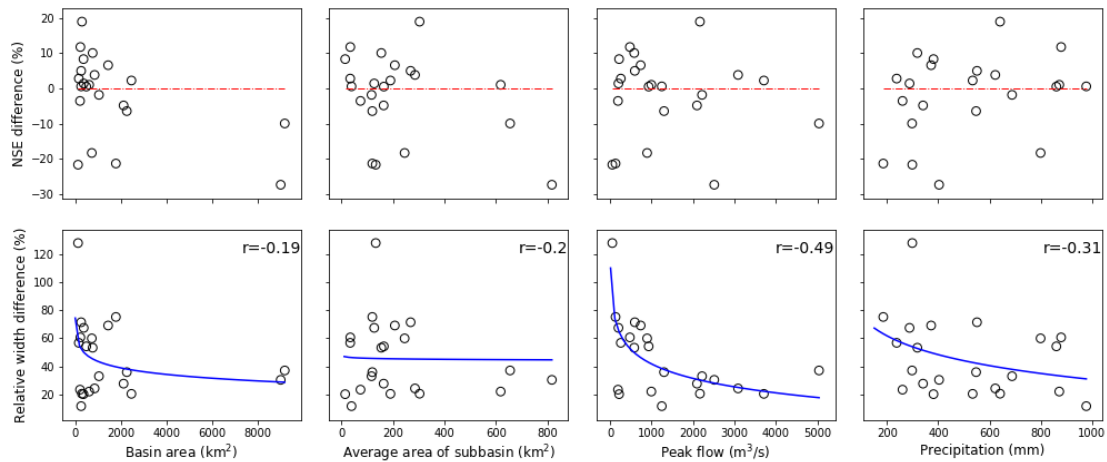 20
10
0
−10
−20
−30
NSE difference (%)
120
100
80
60
40
20
Relative width difference (%)
r=-0.19
r=-0.2
r=-0.49
r=-0.31
0 2000 4000 6000 8000
0 200 400 600 800
0 1000 2000 3000 4000 5000
200 400 600 800 1000
Basin area (km²)
Average area of subbasin (km²)
Peak flow (m³/s)
Precipitation (mm)